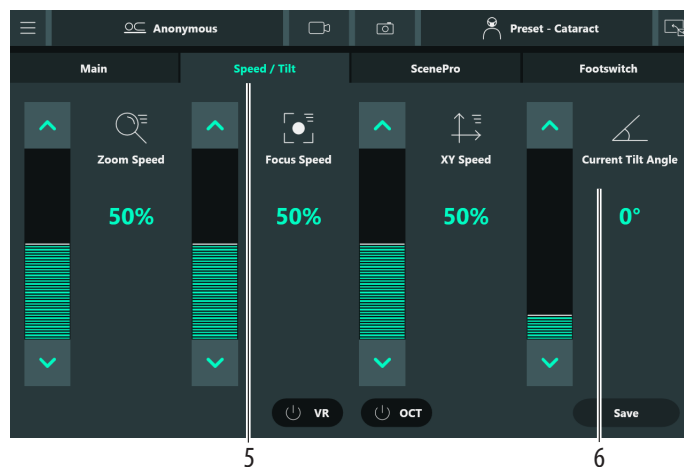 Anonymous
Preset - Cataract
Main
Speed / Tilt
ScenePro
Footswitch
Zoom Speed
Focus Speed
XY Speed
Current Tilt Angle
50%
50%
50%
0°
VR
OCT
Save
5
6